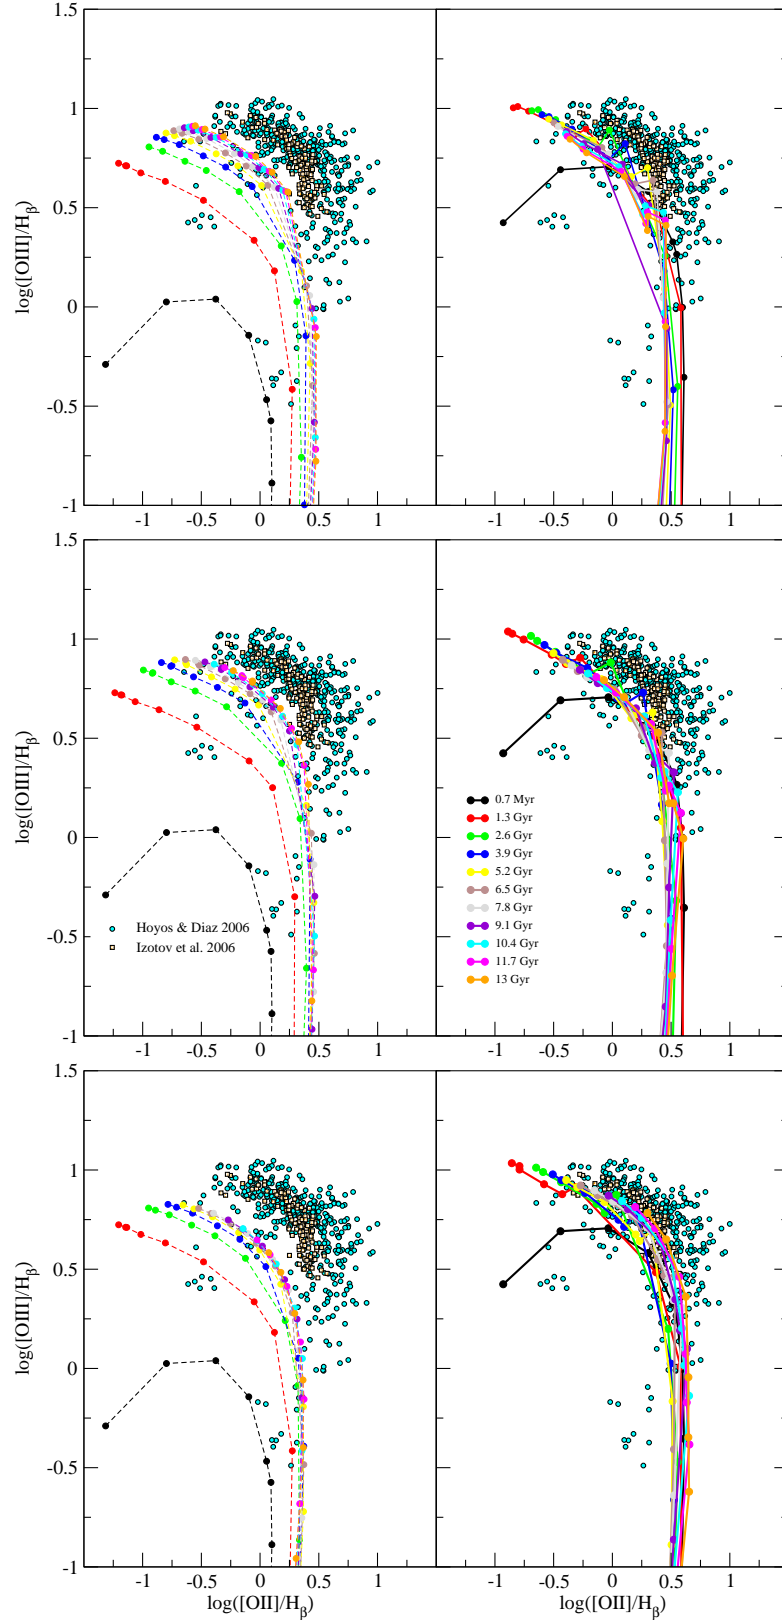 1.5
1
0.5
0
-0.5
-1
log([OIII]/Hβ)
-1 -0.5 0 0.5 1
-1 -0.5 0 0.5 1
1.5
1
0.5
0
-0.5
-1
log([OIII]/Hβ)
Hoyos & Diaz 2006
Izotov et al. 2006
0.7 Myr
1.3 Gyr
2.6 Gyr
3.9 Gyr
5.2 Gyr
6.5 Gyr
7.8 Gyr
9.1 Gyr
10.4 Gyr
11.7 Gyr
13 Gyr
-1 -0.5 0 0.5 1
-1 -0.5 0 0.5 1
1.5
1
0.5
0
-0.5
-1
log([OIII]/Hβ)
-1 -0.5 0 0.5 1
-1 -0.5 0 0.5 1
log([OII]/Hβ)
log([OII]/Hβ)